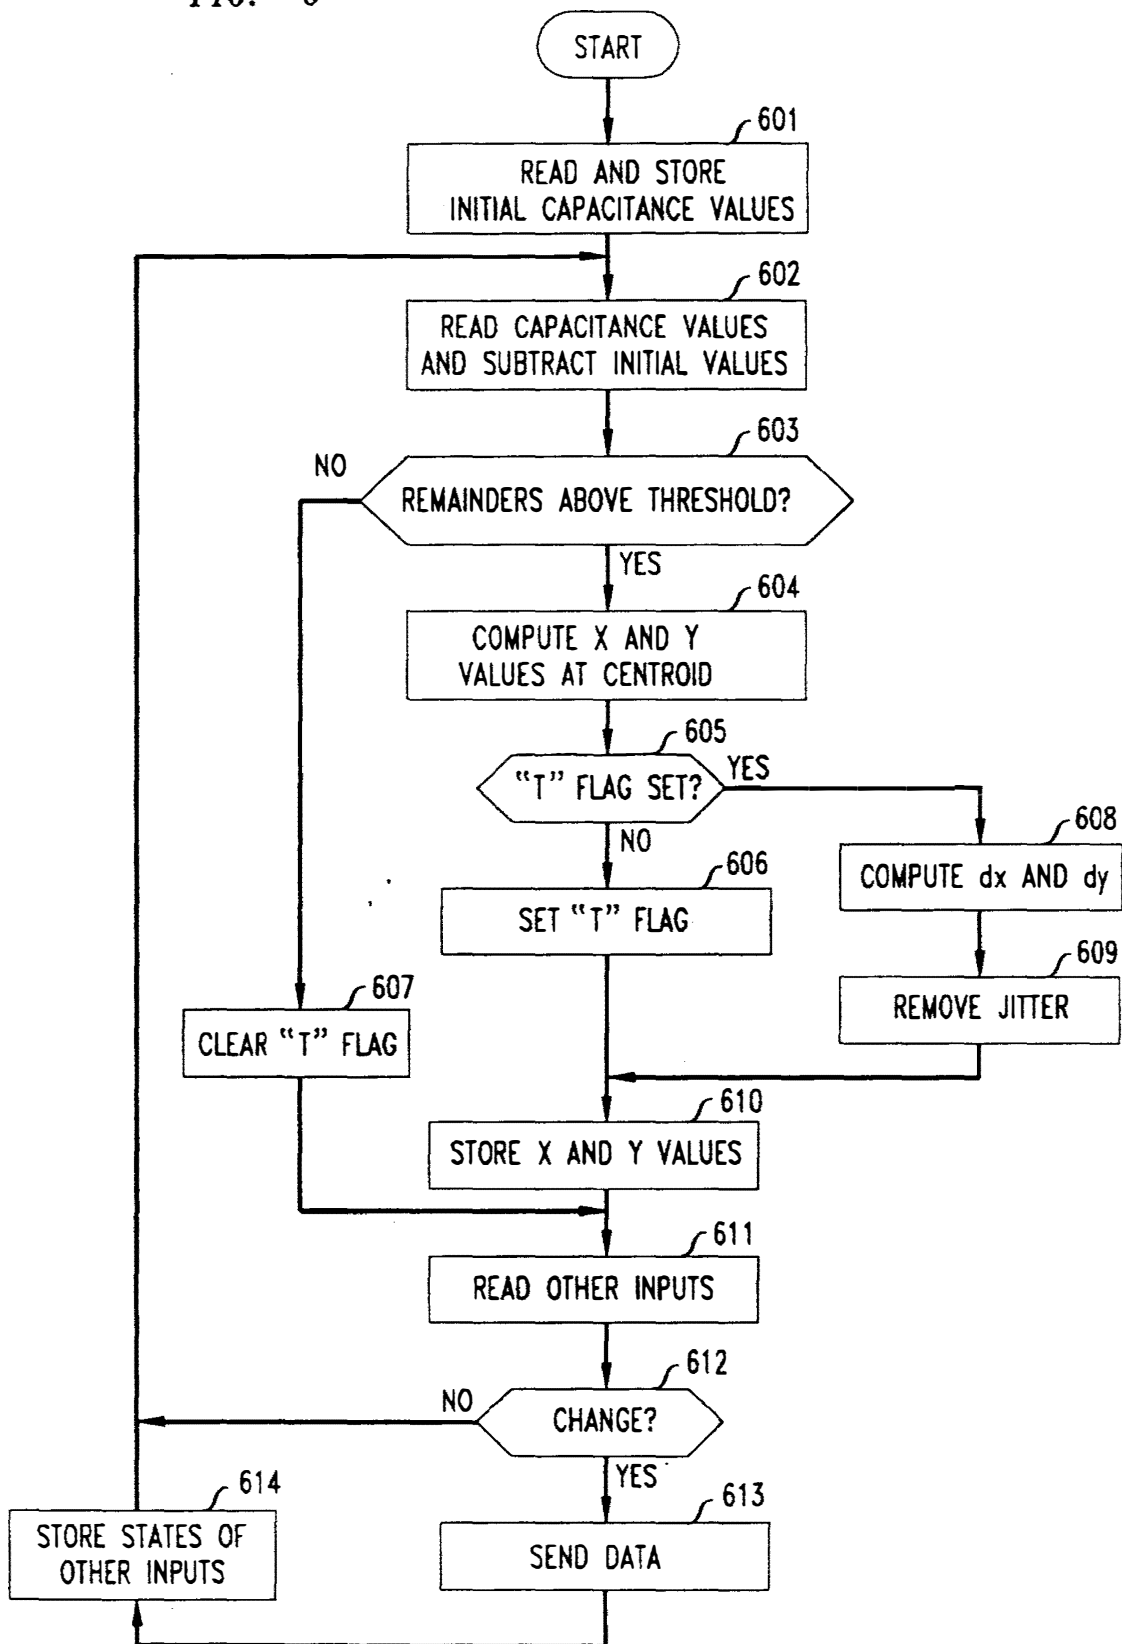 START
601
READ AND STORE
INITIAL CAPACITANCE VALUES
602
READ CAPACITANCE VALUES
AND SUBTRACT INITIAL VALUES
603
NO
REMAINDERS ABOVE THRESHOLD?
YES
604
COMPUTE X AND Y
VALUES AT CENTROID
605
"T" FLAG SET?
YES
NO
608
COMPUTE dx AND dy
606
SET "T" FLAG
609
REMOVE JITTER
607
CLEAR "T" FLAG
610
STORE X AND Y VALUES
611
READ OTHER INPUTS
612
NO
CHANGE?
YES
614
STORE STATES OF
OTHER INPUTS
613
SEND DATA